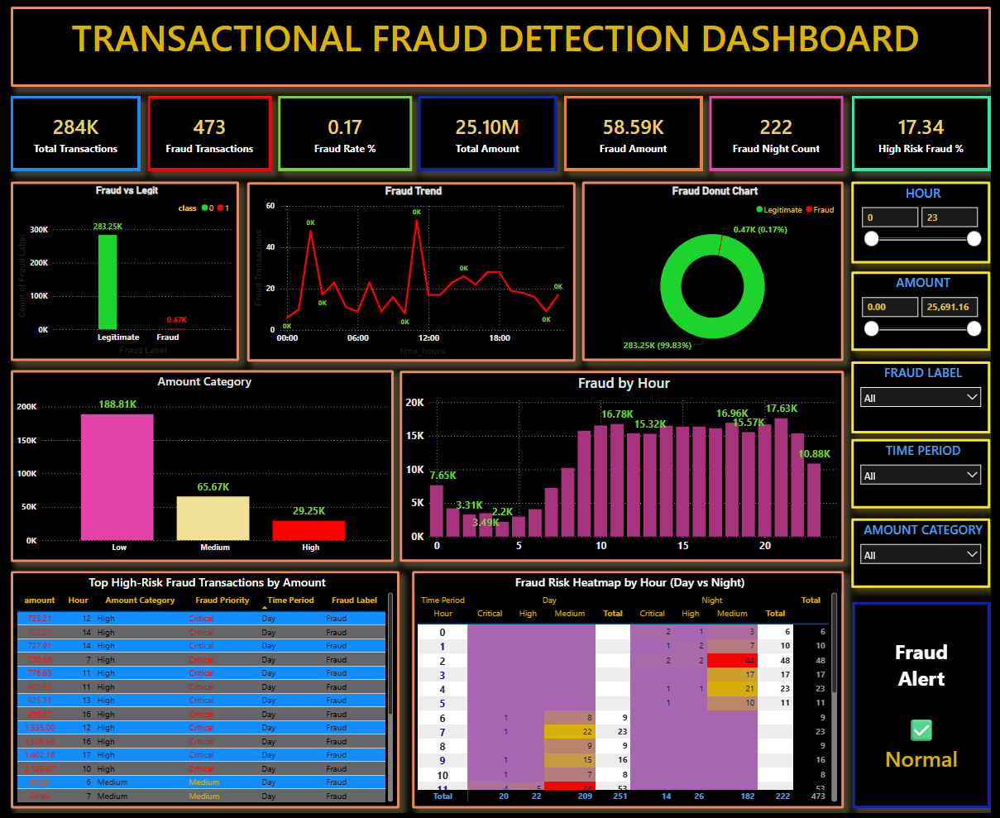 TRANSACTIONAL FRAUD DETECTION DASHBOARD
284K
Total Transactions
473
Fraud Transactions
0.17
Fraud Rate %
25.10M
Total Amount
58.59K
Fraud Amount
222
Fraud Night Count
17.34
High Risk Fraud %
Fraud vs Legit
class 0 1
Count of Fraud Label
300K
200K
100K
0K
283.25K
0.47K
Legitimate Fraud
Fraud Label
Fraud Trend
Fraud Transactions
60
40
20
0
0K
0K
0K
0K
0K
0K
0K
0K
00:00 06:00 12:00 18:00
time_hours
Fraud Donut Chart
Legitimate Fraud
0.47K (0.17%)
283.25K (99.83%)
HOUR
0 23
AMOUNT
0.00 25,691.16
FRAUD LABEL
All
TIME PERIOD
All
AMOUNT CATEGORY
All
Amount Category
200K
150K
100K
50K
0K
188.81K
65.67K
29.25K
Low Medium High
Fraud by Hour
20K
15K
10K
5K
0K
7.65K
3.31K
3.49K
2.2K
16.78K
15.32K
16.96K
15.57K
17.63K
10.88K
0 5 10 15 20
Top High-Risk Fraud Transactions by Amount
amount Hour Amount Category Fraud Priority Time Period Fraud Label
723.21 12 High Critical Day Fraud
14 High Critical Day Fraud
727.91 14 High Critical Day Fraud
7 High Critical Day Fraud
776.83 11 High Critical Day Fraud
11 High Critical Day Fraud
925.31 13 High Critical Day Fraud
16 High Critical Day Fraud
1,335.00 12 High Critical Day Fraud
16 High Critical Day Fraud
1,402.16 17 High Critical Day Fraud
10 High Critical Day Fraud
99.99 6 Medium Medium Day Fraud
99.99 7 Medium Medium Day Fraud
Fraud Risk Heatmap by Hour (Day vs Night)
Time Period Day Night Total
Hour Critical High Medium Total Critical High Medium Total
0 2 1 3 6 6
1 1 2 7 10 10
2 2 2 44 48 48
3 17 17 17
4 1 1 21 23 23
5 1 10 11 11
6 1 8 9 9
7 1 22 23 23
8 9 9 9
9 1 15 16 16
10 1 7 8 8
11 4 5 53 53
Total 20 22 209 251 14 26 182 222 473
Fraud
Alert
Normal